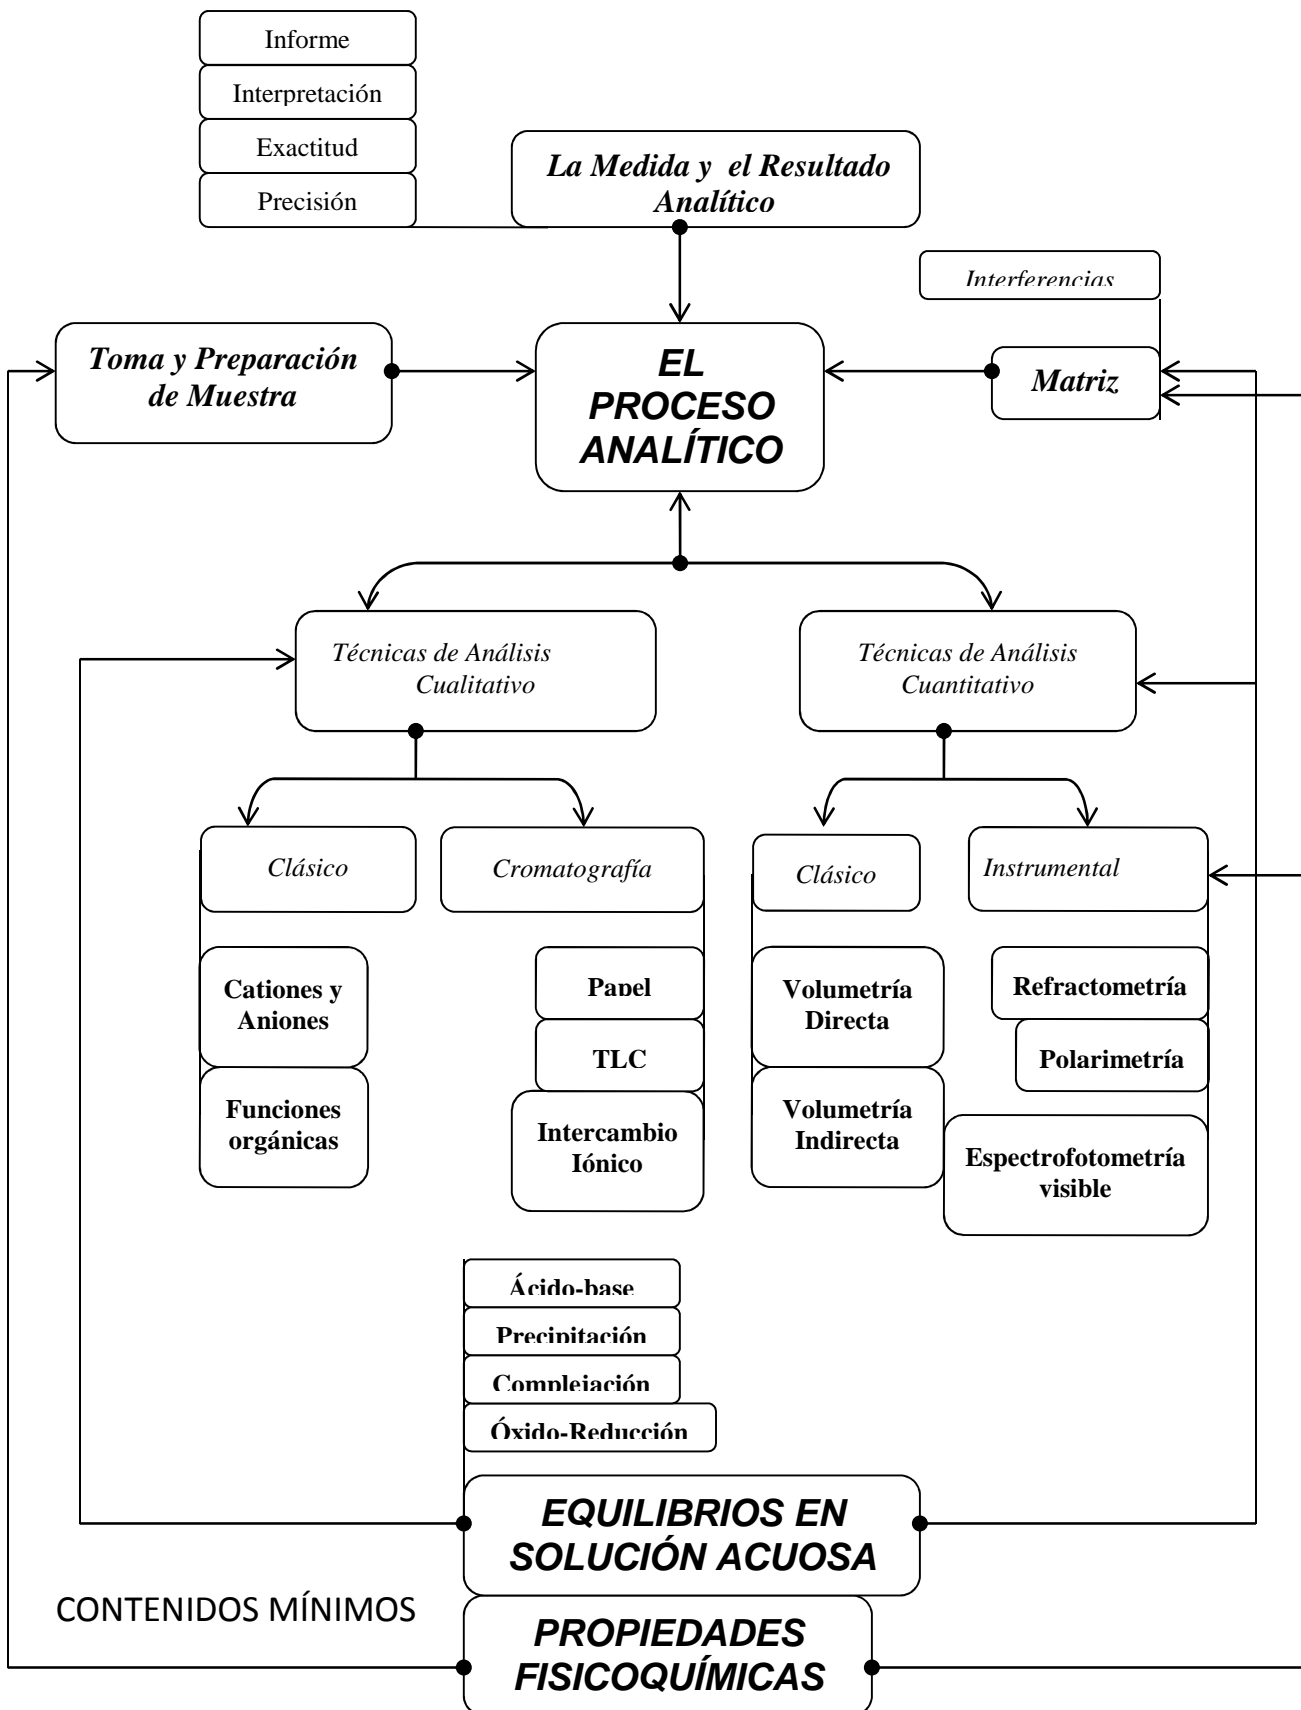 Informe
Interpretación
Exactitud
Precisión
La Medida y el Resultado
Analítico
Interferencias
Toma y Preparación
de Muestra
EL
PROCESO
ANALÍTICO
Matriz
Técnicas de Análisis
Cualitativo
Técnicas de Análisis
Cuantitativo
Clásico
Cromatografía
Clásico
Instrumental
Cationes y
Aniones
Funciones
orgánicas
Papel
TLC
Intercambio
Iónico
Volumetría
Directa
Volumetría
Indirecta
Refractometría
Polarimetría
Espectrofotometría
visible
Ácido-base
Precipitación
Complejación
Óxido-Reducción
EQUILIBRIOS EN
SOLUCIÓN ACUOSA
CONTENIDOS MÍNIMOS
PROPIEDADES
FISICOQUÍMICAS